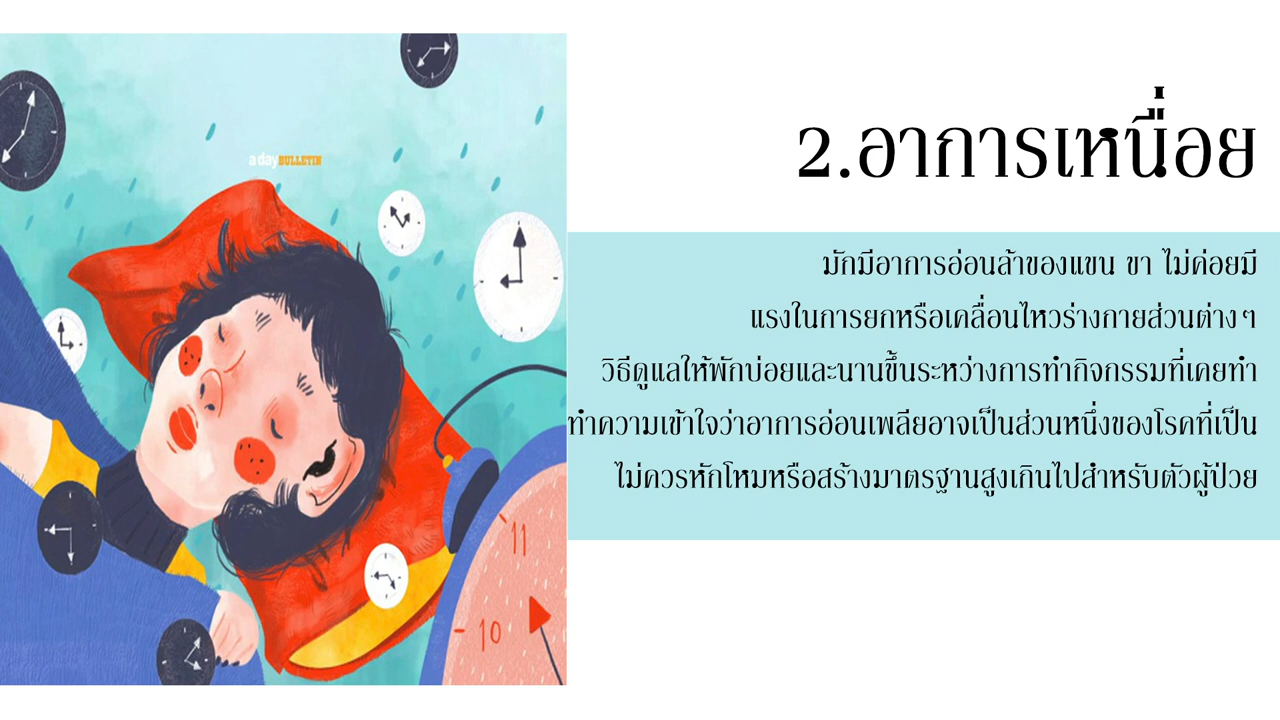 a day BULLETIN
2.อาการเหนื่อย
มักมีอาการอ่อนล้าของแขน ขา ไม่ค่อยมี
แรงในการยกหรือเคลื่อนไหวร่างกายส่วนต่างๆ
วิธีดูแลให้พักบ่อยและนานขึ้นระหว่างการทำกิจกรรมที่เคยทำ
ทำความเข้าใจว่าอาการอ่อนเพลียอาจเป็นส่วนหนึ่งของโรคที่เป็น
ไม่ควรหักโหมหรือสร้างมาตรฐานสูงเกินไปสำหรับตัวผู้ป่วย
11
10